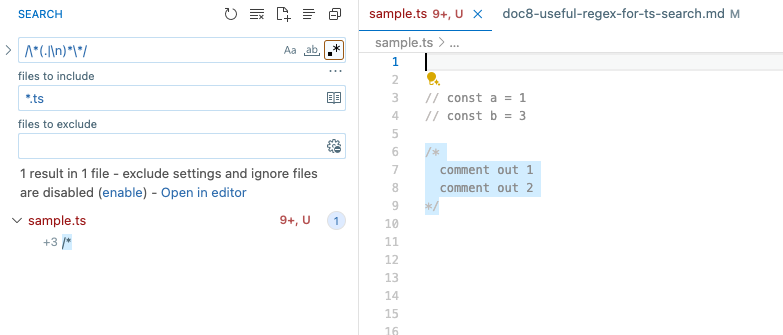 SEARCH
/\*(.|\n)*\*/
Aa ab .*
files to include
...
*.ts
files to exclude
1 result in 1 file - exclude settings and ignore files
are disabled (enable) - Open in editor
sample.ts 9+, U 1
+3 /*
sample.ts 9+, U
doc8-useful-regex-for-ts-search.md M
sample.ts > ...
1
2
3 // const a = 1
4 // const b = 3
5
6 /*
7 comment out 1
8 comment out 2
9 */
10
11
12
13
14
15
16